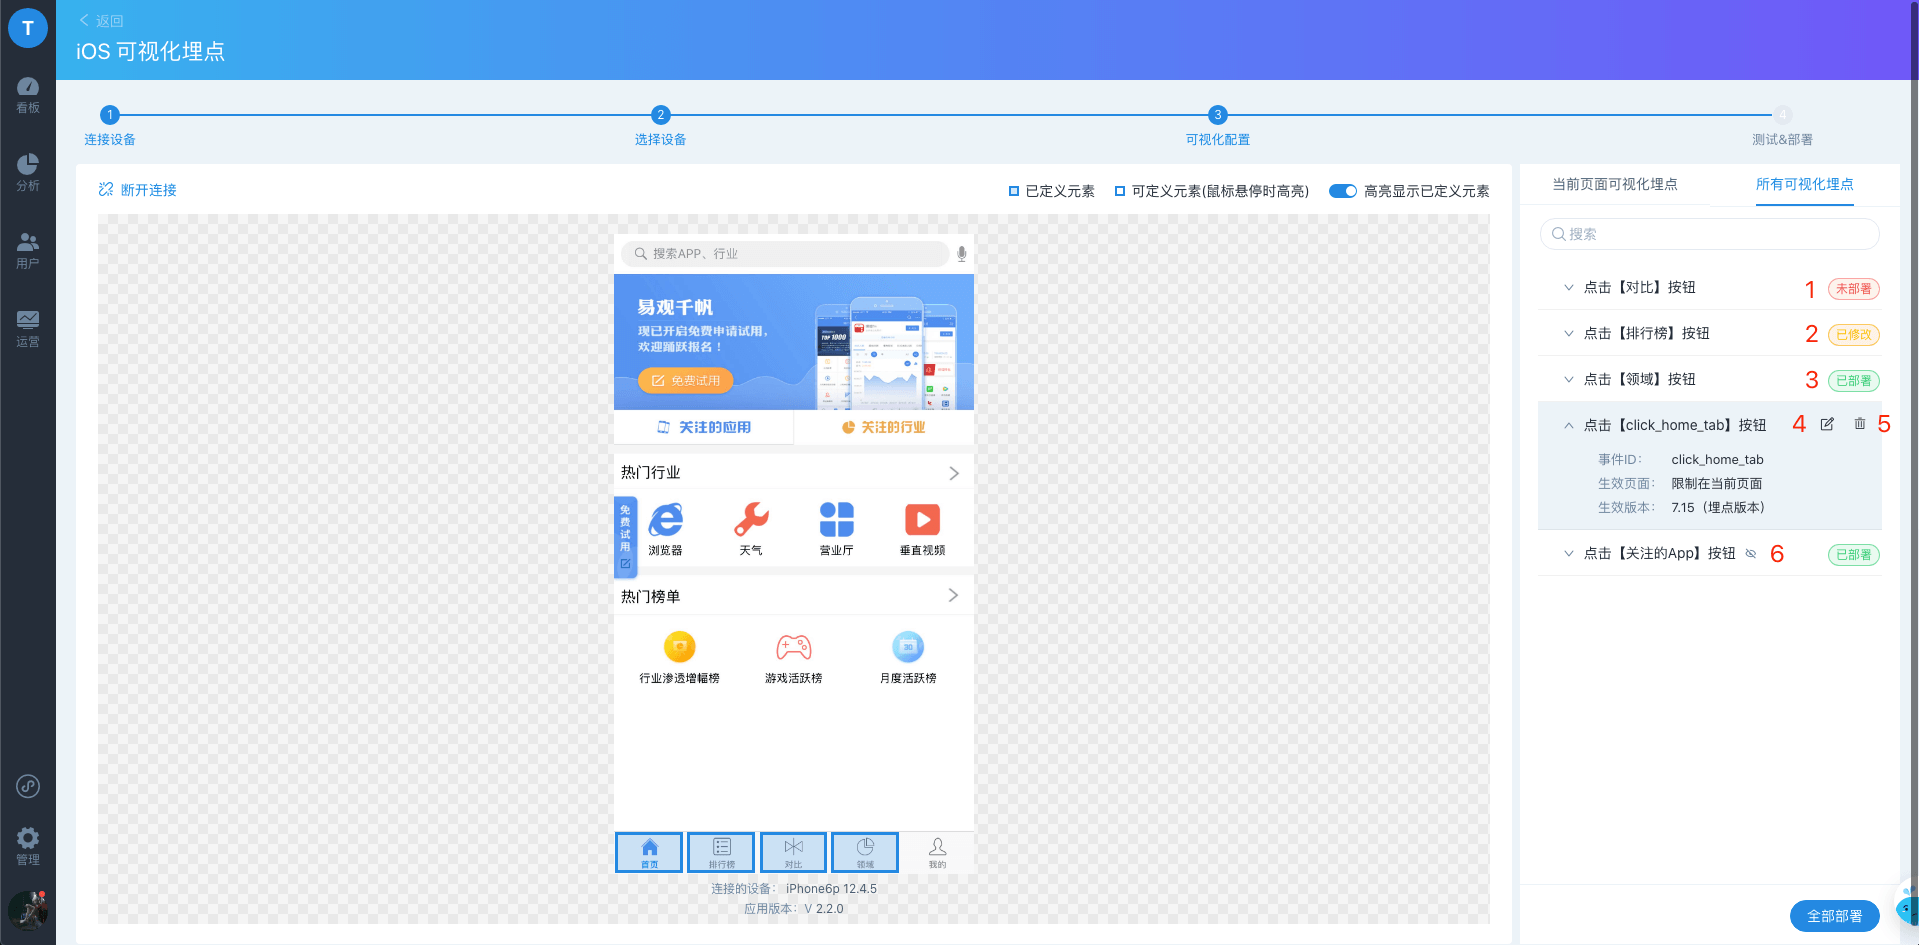 T
返回
iOS 可视化埋点
看板
分析
用户
运营
管理
1
2
3
4
连接设备
选择设备
可视化配置
测试&部署
断开连接
已定义元素
可定义元素(鼠标悬停时高亮)
高亮显示已定义元素
搜索APP、行业
易观千帆
现已开启免费申请试用，
欢迎踊跃报名！
免费试用
TOP 1000
关注的应用
关注的行业
热门行业
免费试用
浏览器
天气
营业厅
垂直视频
热门榜单
30
行业渗透增幅榜
游戏活跃榜
月度活跃榜
首页
排行榜
对比
领域
我的
连接的设备： iPhone6p 12.4.5
应用版本：V 2.2.0
当前页面可视化埋点
所有可视化埋点
搜索
点击【对比】按钮 1 未部署
点击【排行榜】按钮 2 已修改
点击【领域】按钮 3 已部署
点击【click_home_tab】按钮 4 5
事件ID： click_home_tab
生效页面： 限制在当前页面
生效版本： 7.15（埋点版本）
点击【关注的App】按钮 6 已部署
全部部署